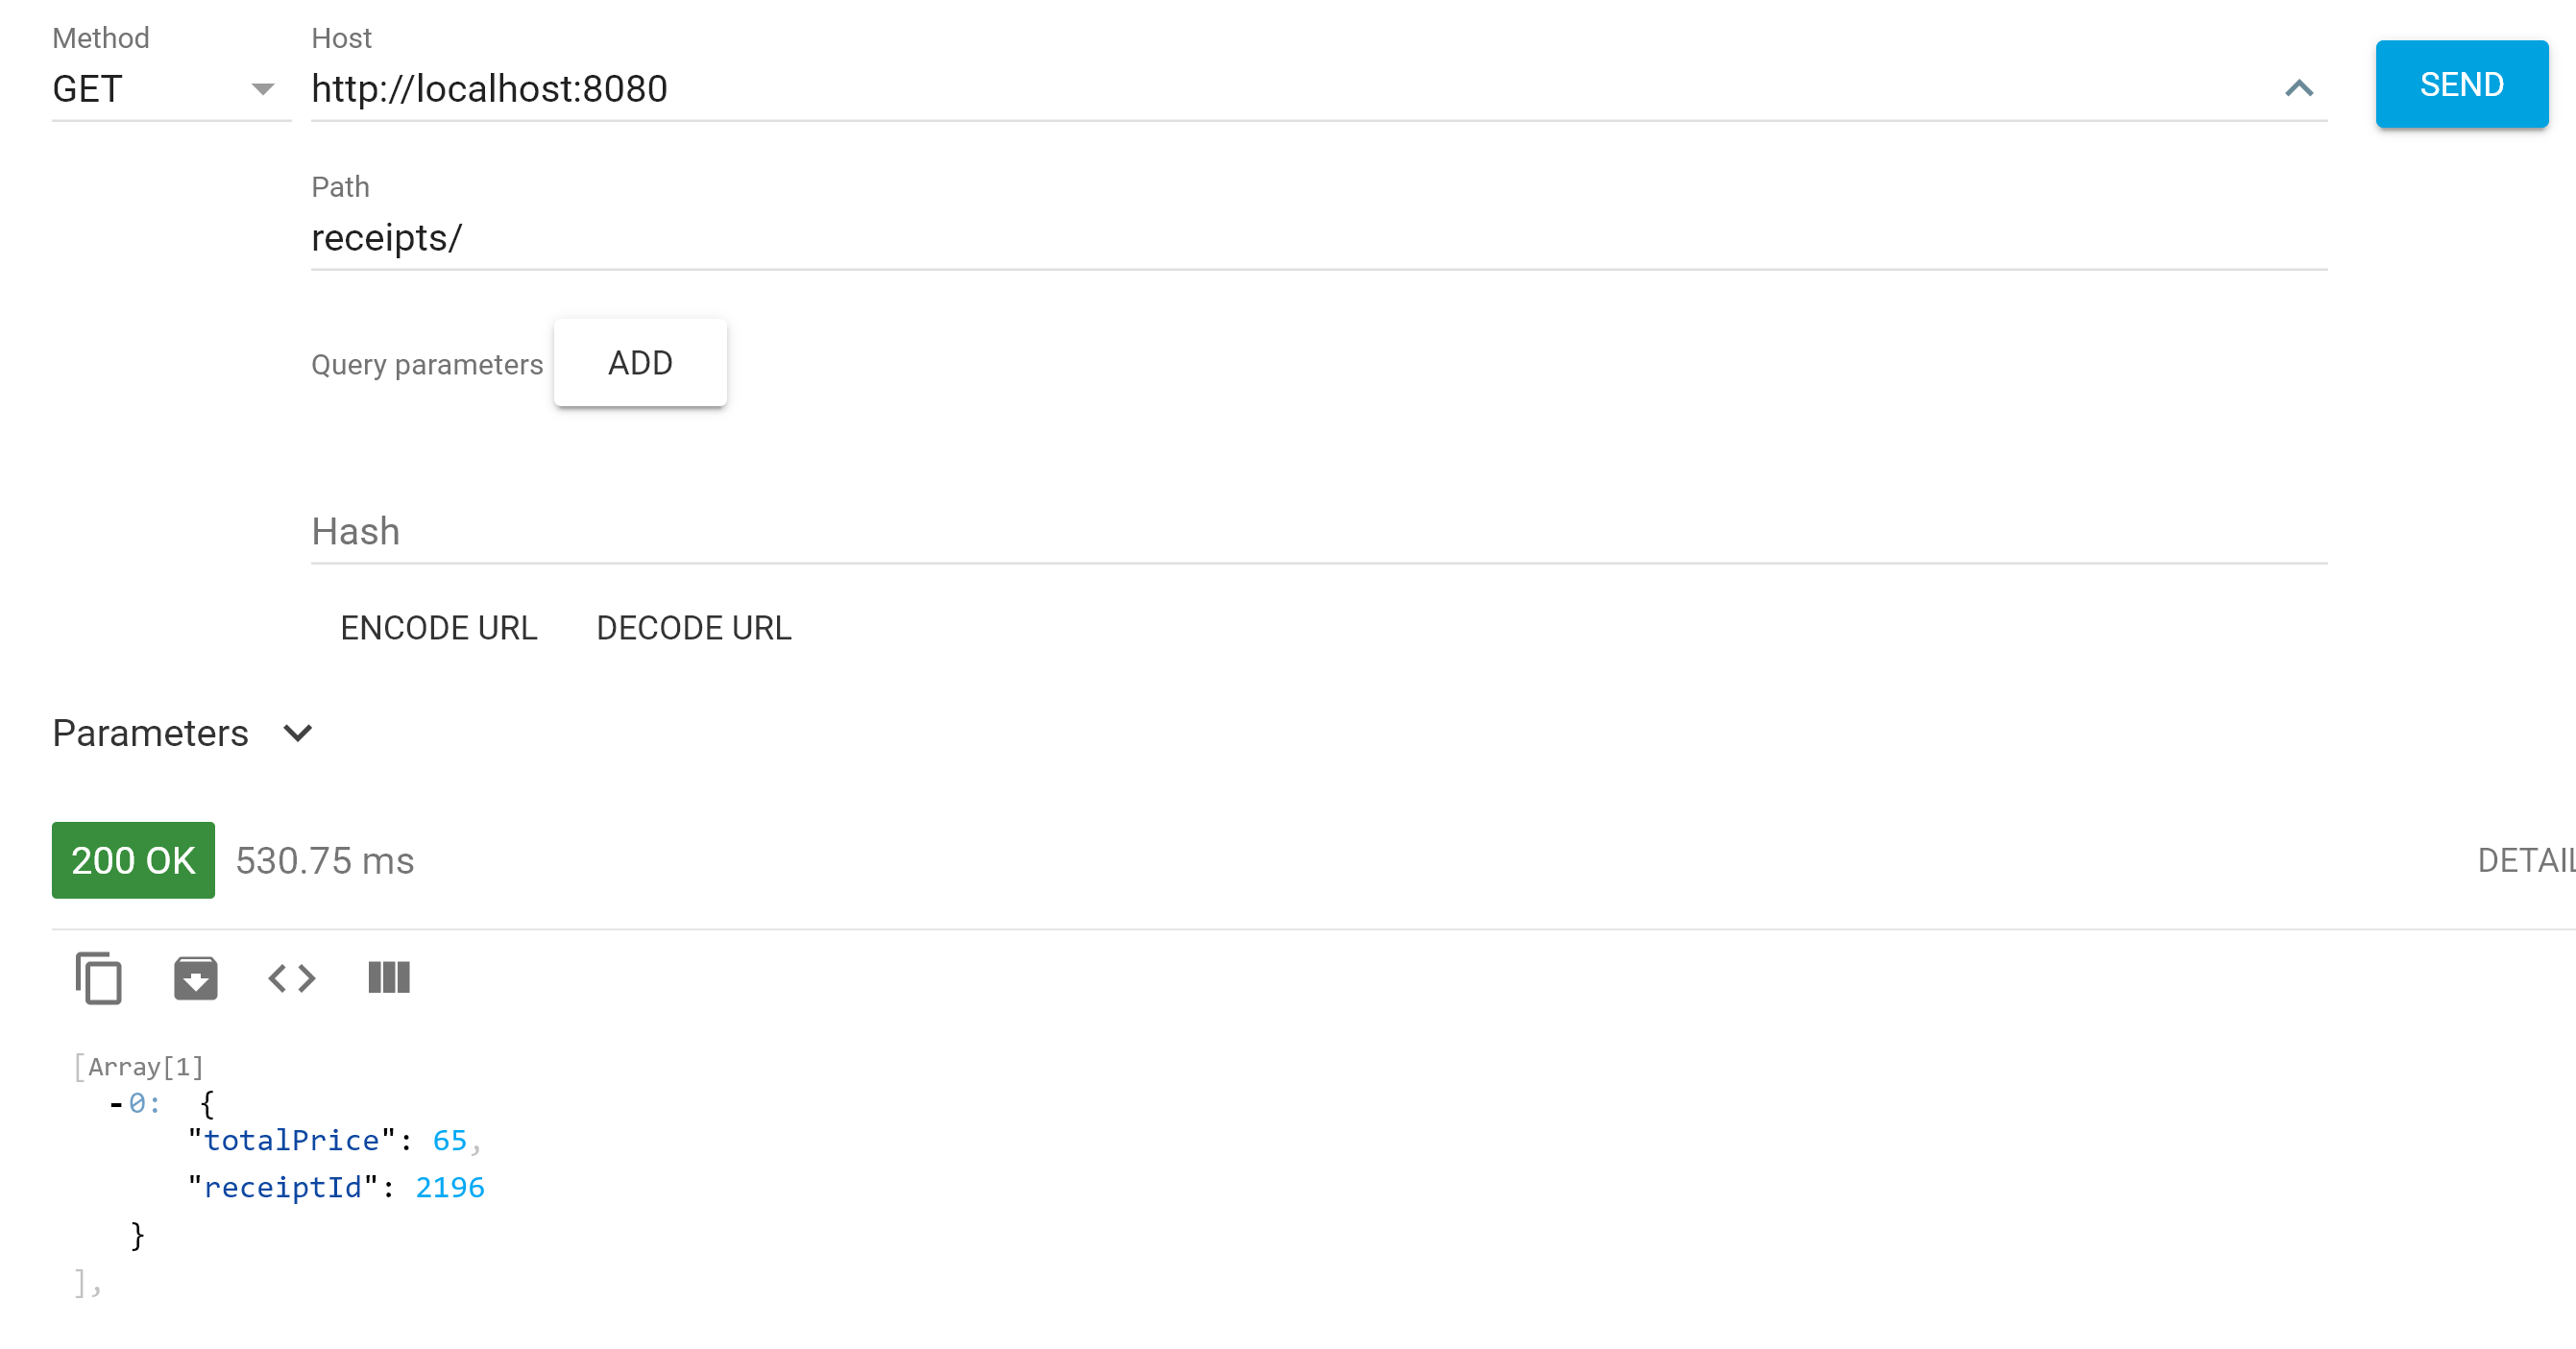 Method
GET
Host
http://localhost:8080
SEND
Path
receipts/
Query parameters
ADD
Hash
ENCODE URL
DECODE URL
Parameters
200 OK
530.75 ms
DETAIL
[Array[1]
-0: {
"totalPrice": 65,
"receiptId": 2196
}
],